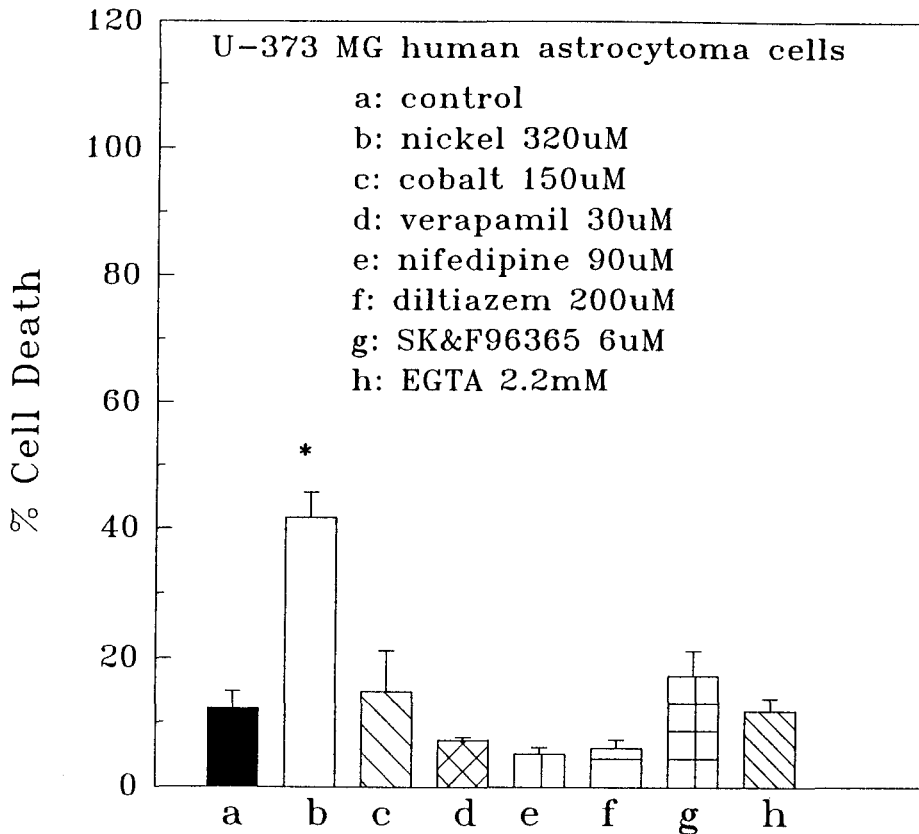 120
100
80
60
40
20
0
% Cell Death
U-373 MG human astrocytoma cells
a: control
b: nickel 320uM
c: cobalt 150uM
d: verapamil 30uM
e: nifedipine 90uM
f: diltiazem 200uM
g: SK&F96365 6uM
h: EGTA 2.2mM
*
a b c d e f g h